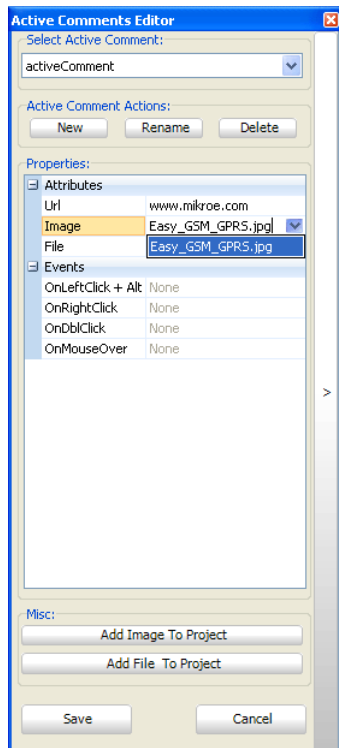 Active Comments Editor
Select Active Comment:
activeComment
Active Comment Actions:
New Rename Delete
Properties:
Attributes
Url www.mikroe.com
Image Easy_GSM_GPRS.jpg
File Easy_GSM_GPRS.jpg
Events
OnLeftClick + Alt None
OnRightClick None
OnDblClick None
OnMouseOver None
>
Misc:
Add Image To Project
Add File To Project
Save Cancel